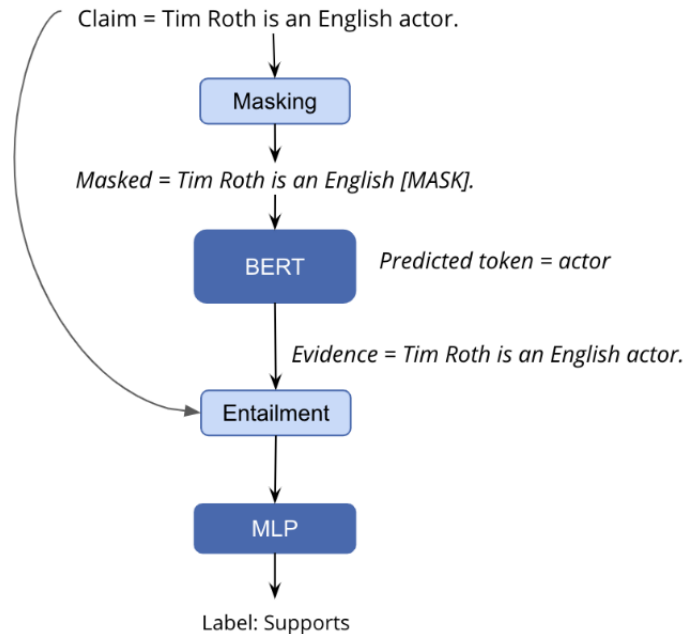 Claim = Tim Roth is an English actor.
Masking
Masked = Tim Roth is an English [MASK].
BERT
Predicted token = actor
Evidence = Tim Roth is an English actor.
Entailment
MLP
Label: Supports